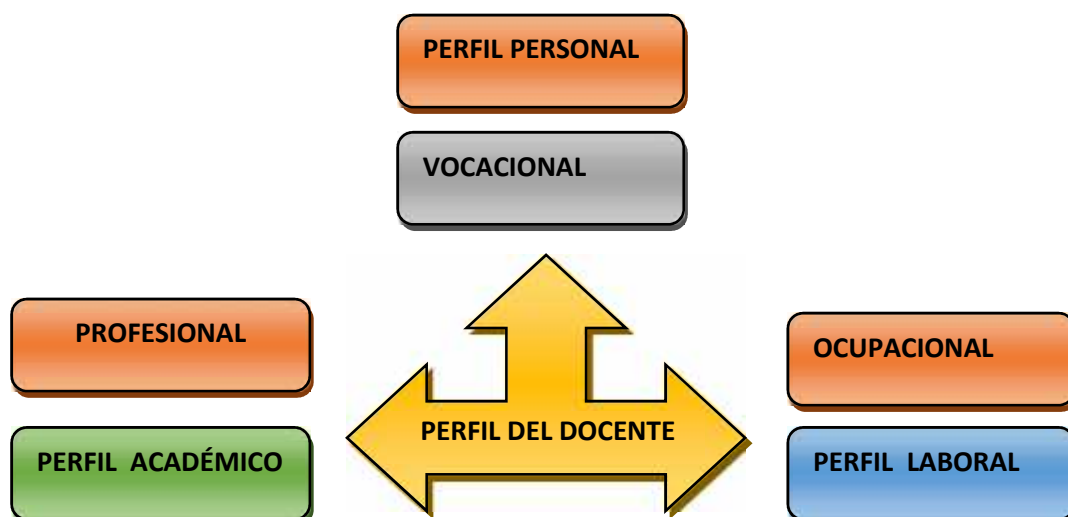 PERFIL PERSONAL
VOCACIONAL
PROFESIONAL
OCUPACIONAL
PERFIL DEL DOCENTE
PERFIL ACADÉMICO
PERFIL LABORAL